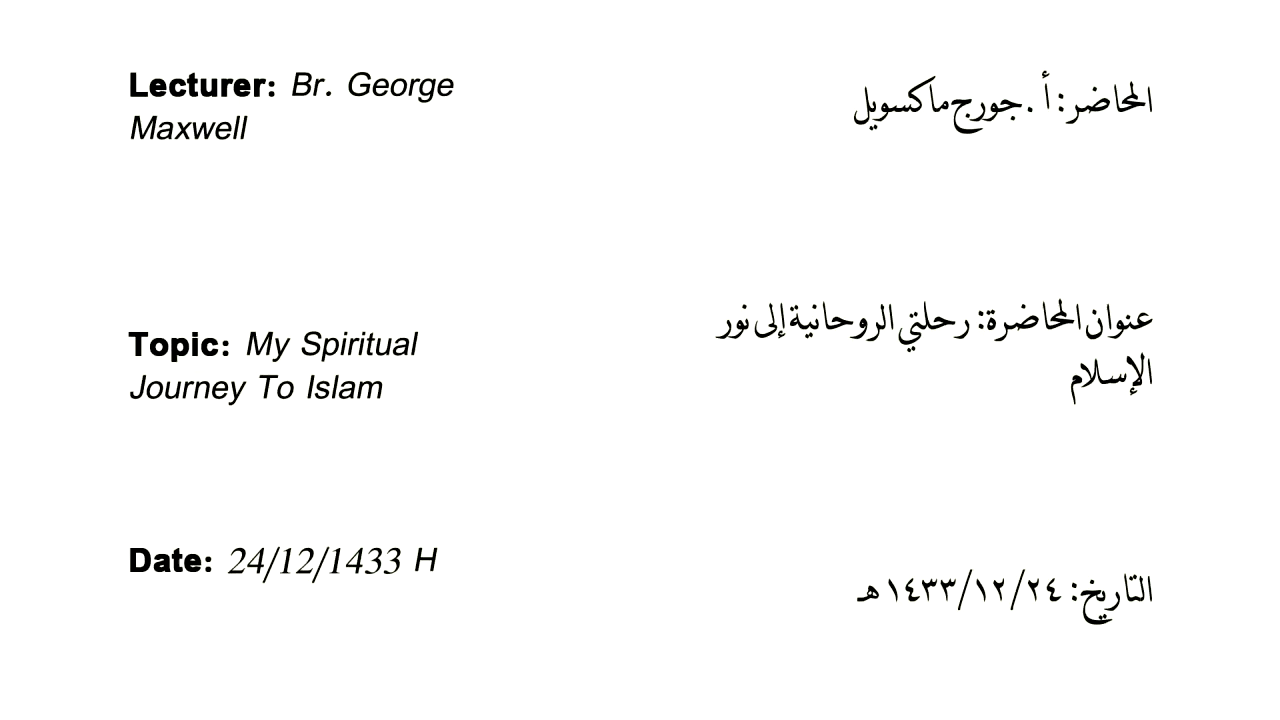 Lecturer: Br. George
Maxwell
المحاضر: أ. جورج ماكسويل
Topic: My Spiritual
Journey To Islam
عنوان المحاضرة: رحلتي الروحانية إلى نور
الإسلام
Date: 24/12/1433 H
التاريخ: ١٤٣٣/١٢/٢٤هـ